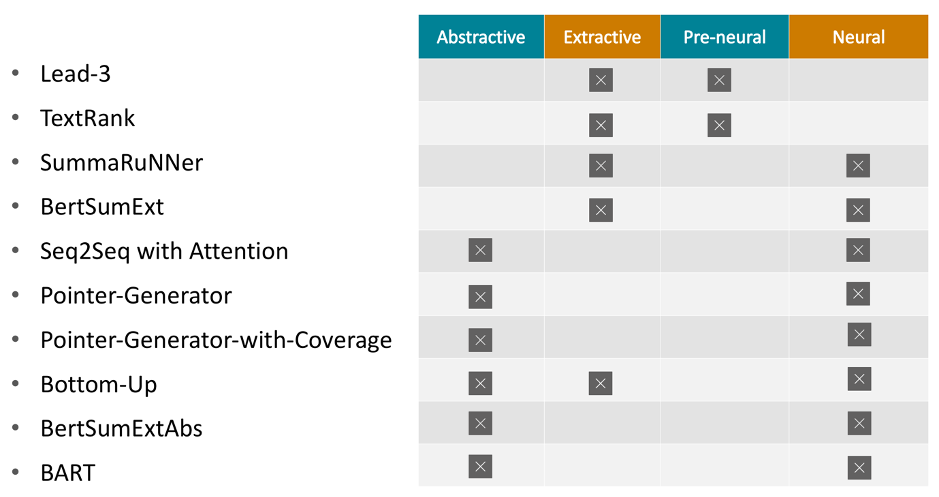 Abstractive Extractive Pre-neural Neural
• Lead-3
• TextRank
• SummaRuNNer
• BertSumExt
• Seq2Seq with Attention
• Pointer-Generator
• Pointer-Generator-with-Coverage
• Bottom-Up
• BertSumExtAbs
• BART